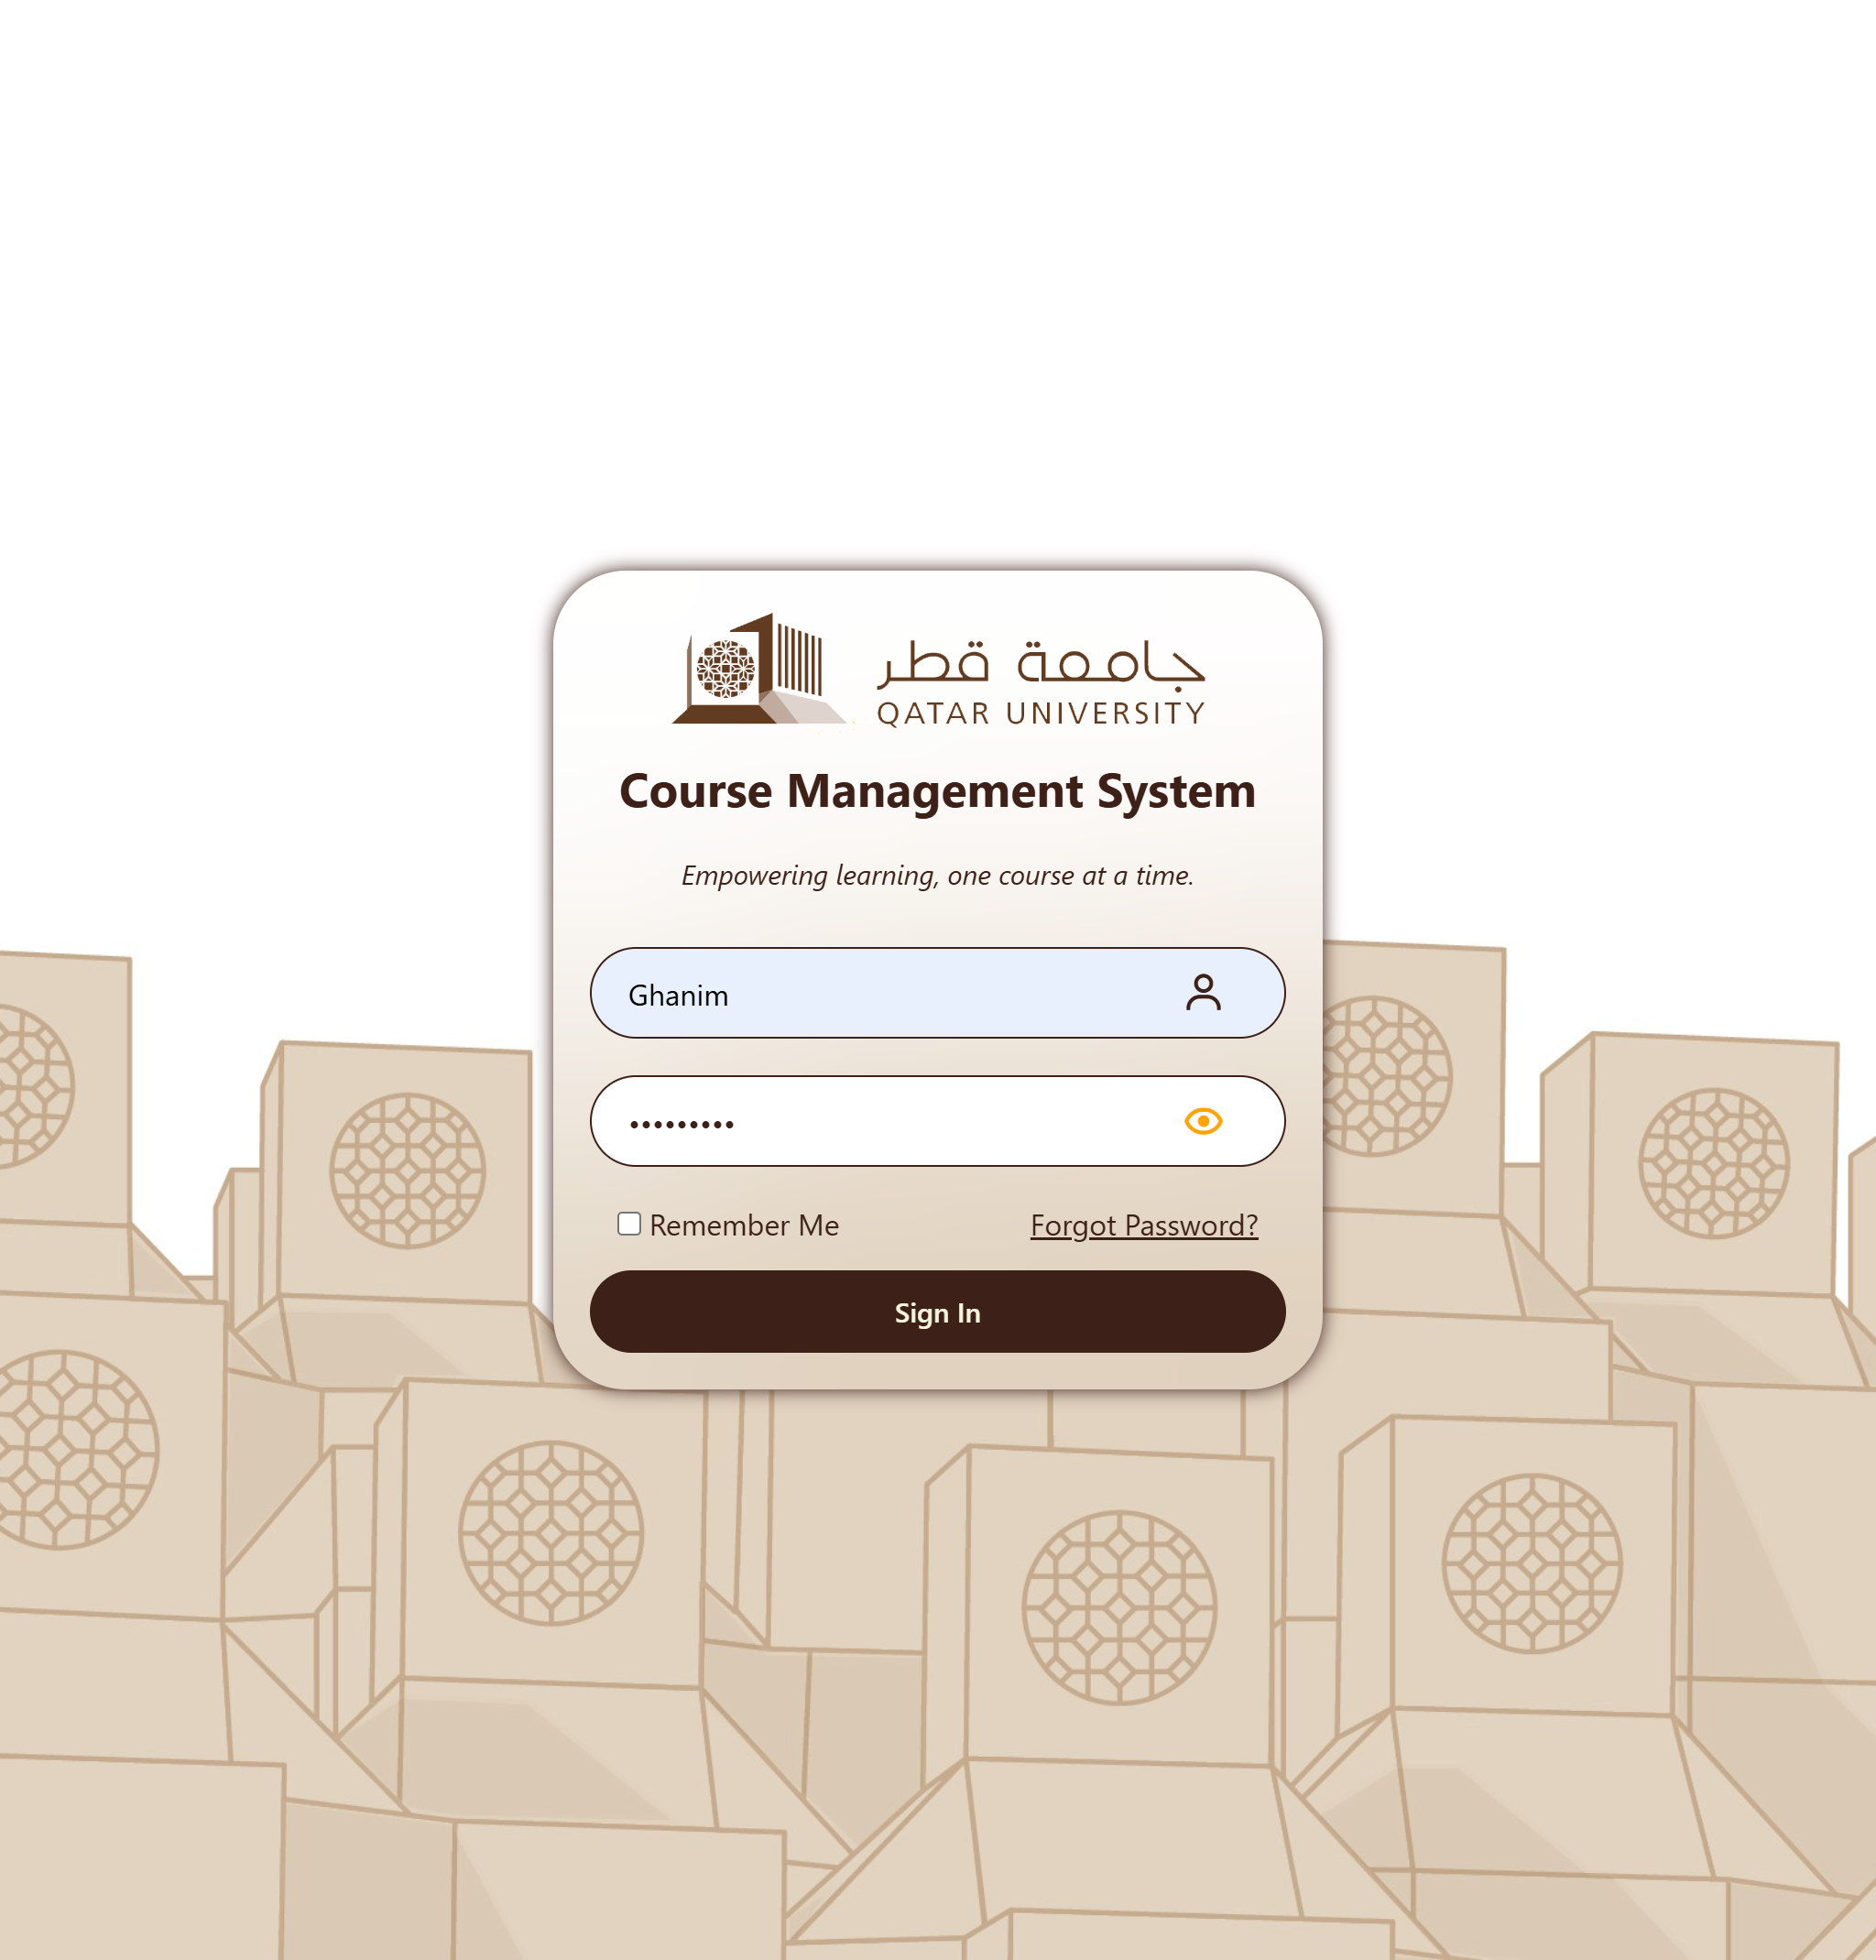 جامعة قطر
QATAR UNIVERSITY
Course Management System
Empowering learning, one course at a time.
Ghanim
•••••••••
Remember Me
Forgot Password?
Sign In